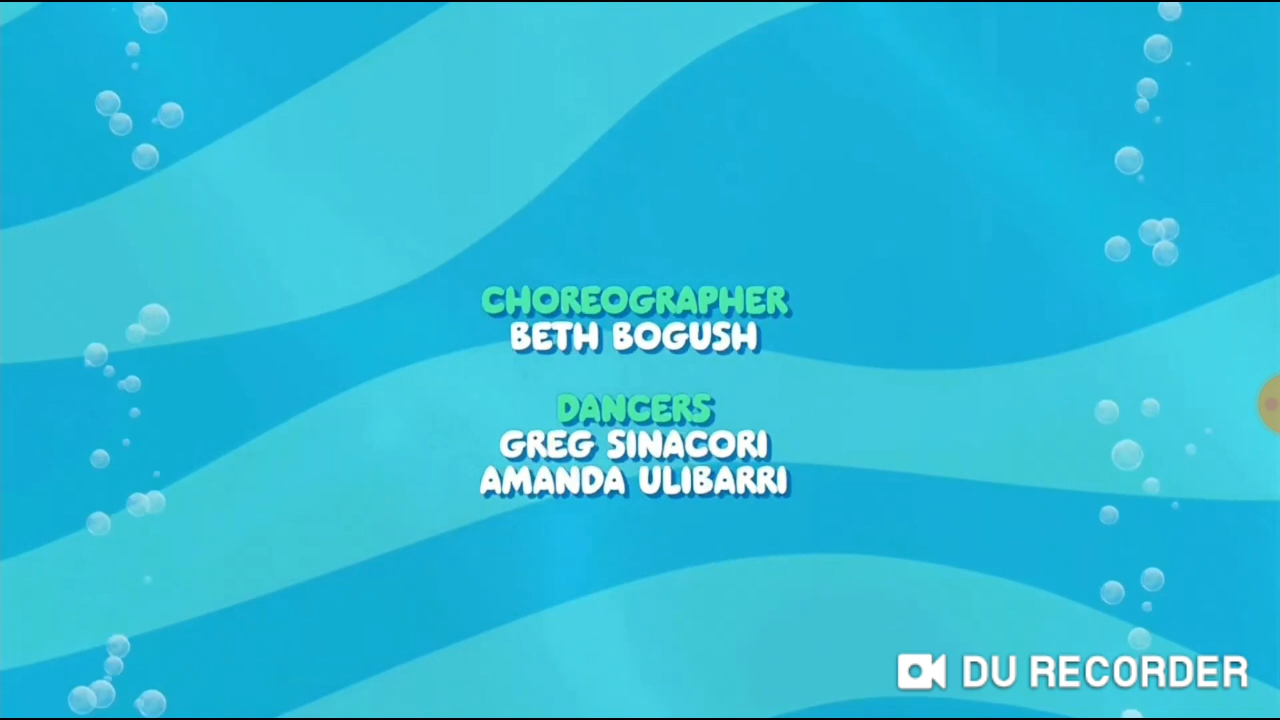 CHOREOGRAPHER
BETH BOGUSH
DANCERS
GREG SINACORI
AMANDA ULIBARRI
DU RECORDER